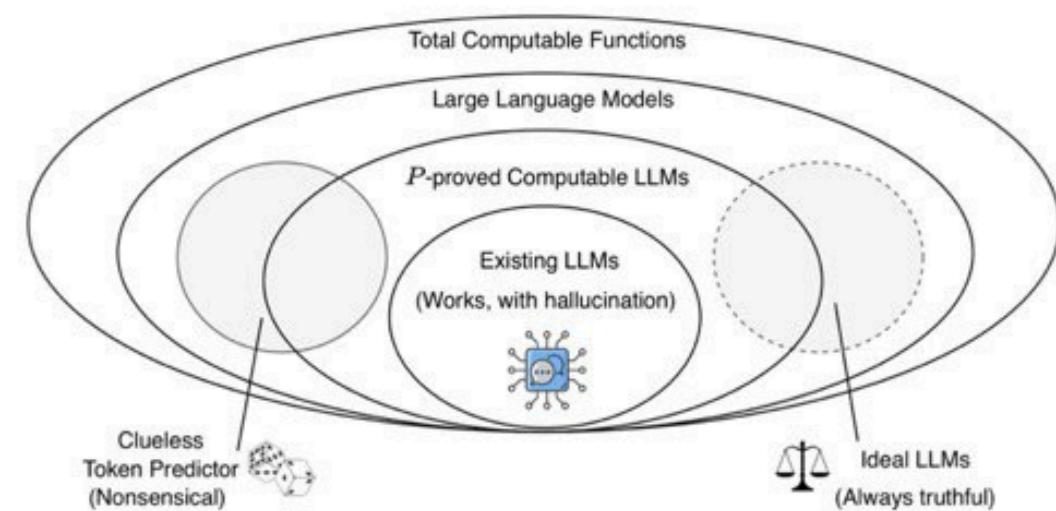 Total Computable Functions
Large Language Models
P-proved Computable LLMs
Existing LLMs
(Works, with hallucination)
Clueless
Token Predictor
(Nonsensical)
Ideal LLMs
(Always truthful)